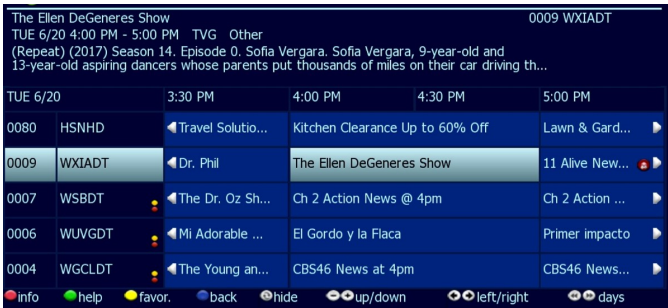 The Ellen DeGeneres Show 0009 WXIADT
TUE 6/20 4:00 PM - 5:00 PM TVG Other
(Repeat) (2017) Season 14. Episode 0. Sofia Vergara. Sofia Vergara, 9-year-old and
13-year-old aspiring dancers whose parents put thousands of miles on their car driving th...
TUE 6/20 3:30 PM 4:00 PM 4:30 PM 5:00 PM
0080 HSNHD Travel Solutio... Kitchen Clearance Up to 60% Off Lawn & Gard...
0009 WXIADT Dr. Phil The Ellen DeGeneres Show 11 Alive New...
0007 WSBDT The Dr. Oz Sh... Ch 2 Action News @ 4pm Ch 2 Action ...
0006 WUVGDT Mi Adorable ... El Gordo y la Flaca Primer impacto
0004 WGCLDT The Young an... CBS46 News at 4pm CBS46 News...
info help favor. back hide up/down left/right days